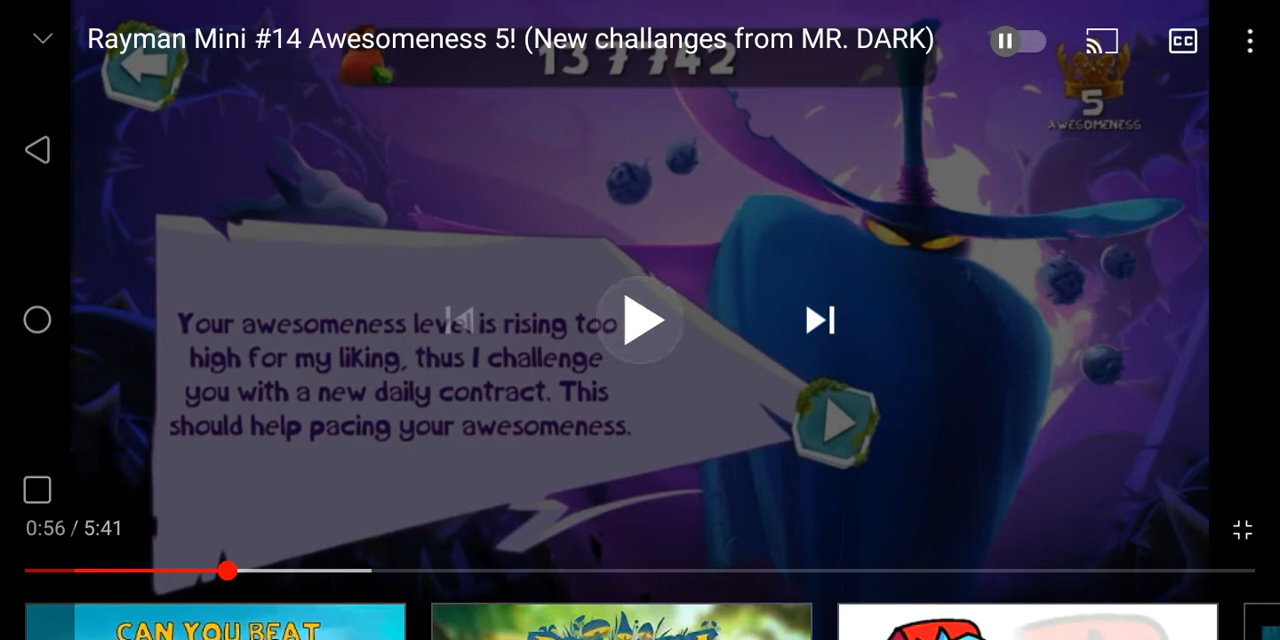 Rayman Mini #14 Awesomeness 5! (New challanges from MR. DARK)
CC
137742
5
AWESOMENESS
Your awesomeness level is rising too
high for my liking, thus I challenge
you with a new daily contract. This
should help pacing your awesomeness.
0:56 / 5:41
CAN YOU BEAT